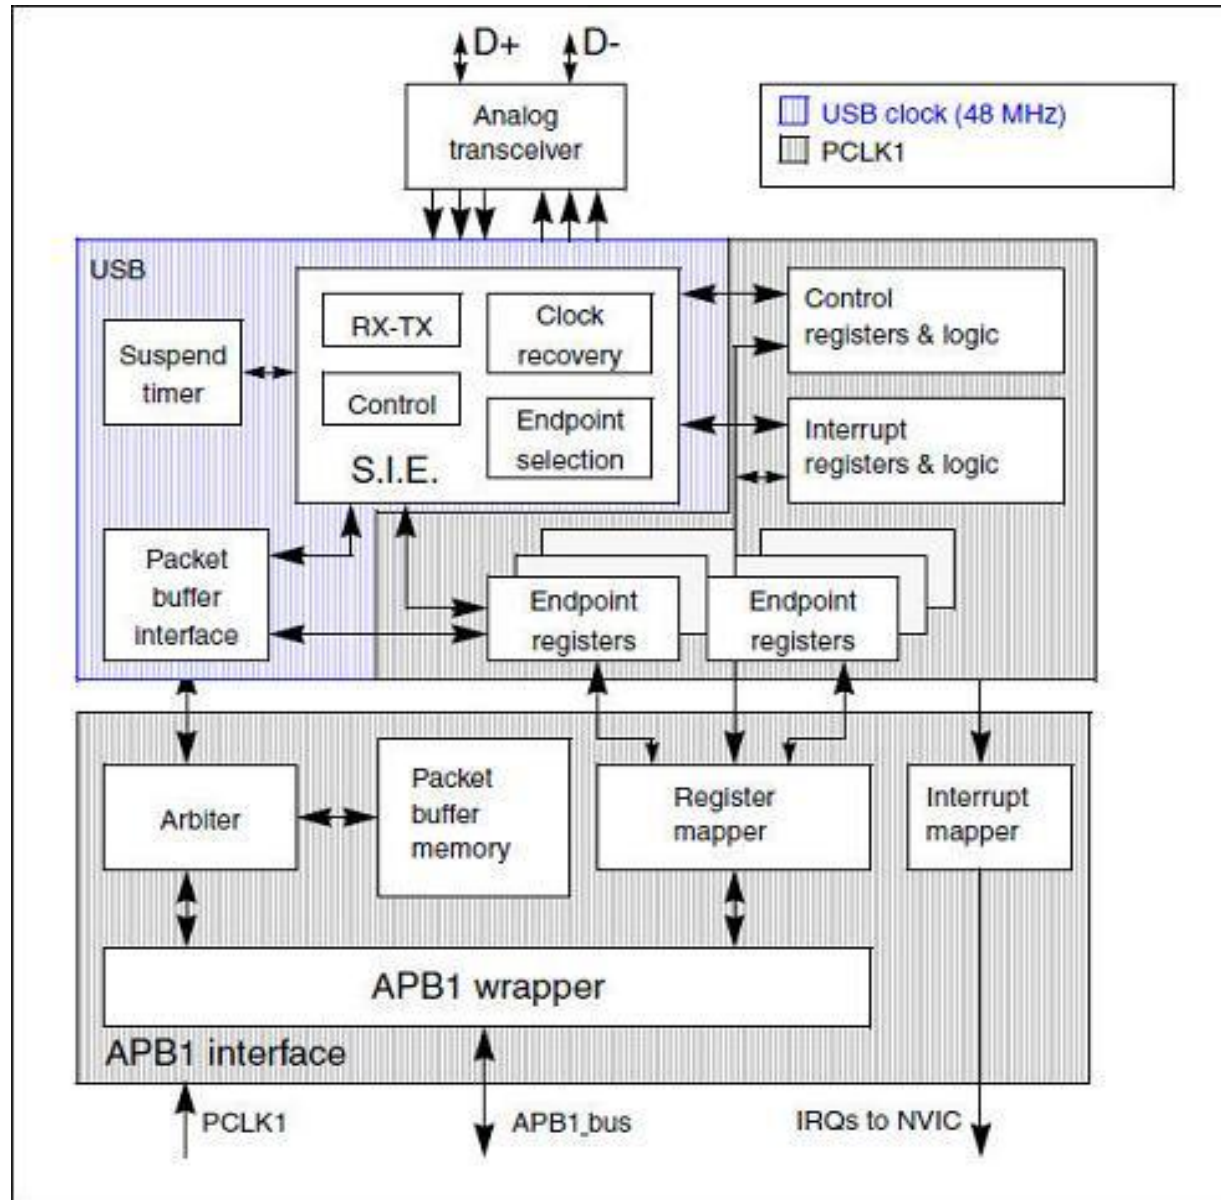 D+
D-
Analog
transceiver
USB clock (48 MHz)
PCLK1
USB
Suspend
timer
RX-TX
Control
S.I.E.
Clock
recovery
Endpoint
selection
Control
registers & logic
Interrupt
registers & logic
Packet
buffer
interface
Endpoint
registers
Endpoint
registers
Arbiter
Packet
buffer
memory
Register
mapper
Interrupt
mapper
APB1 wrapper
APB1 interface
PCLK1
APB1_bus
IRQs to NVIC